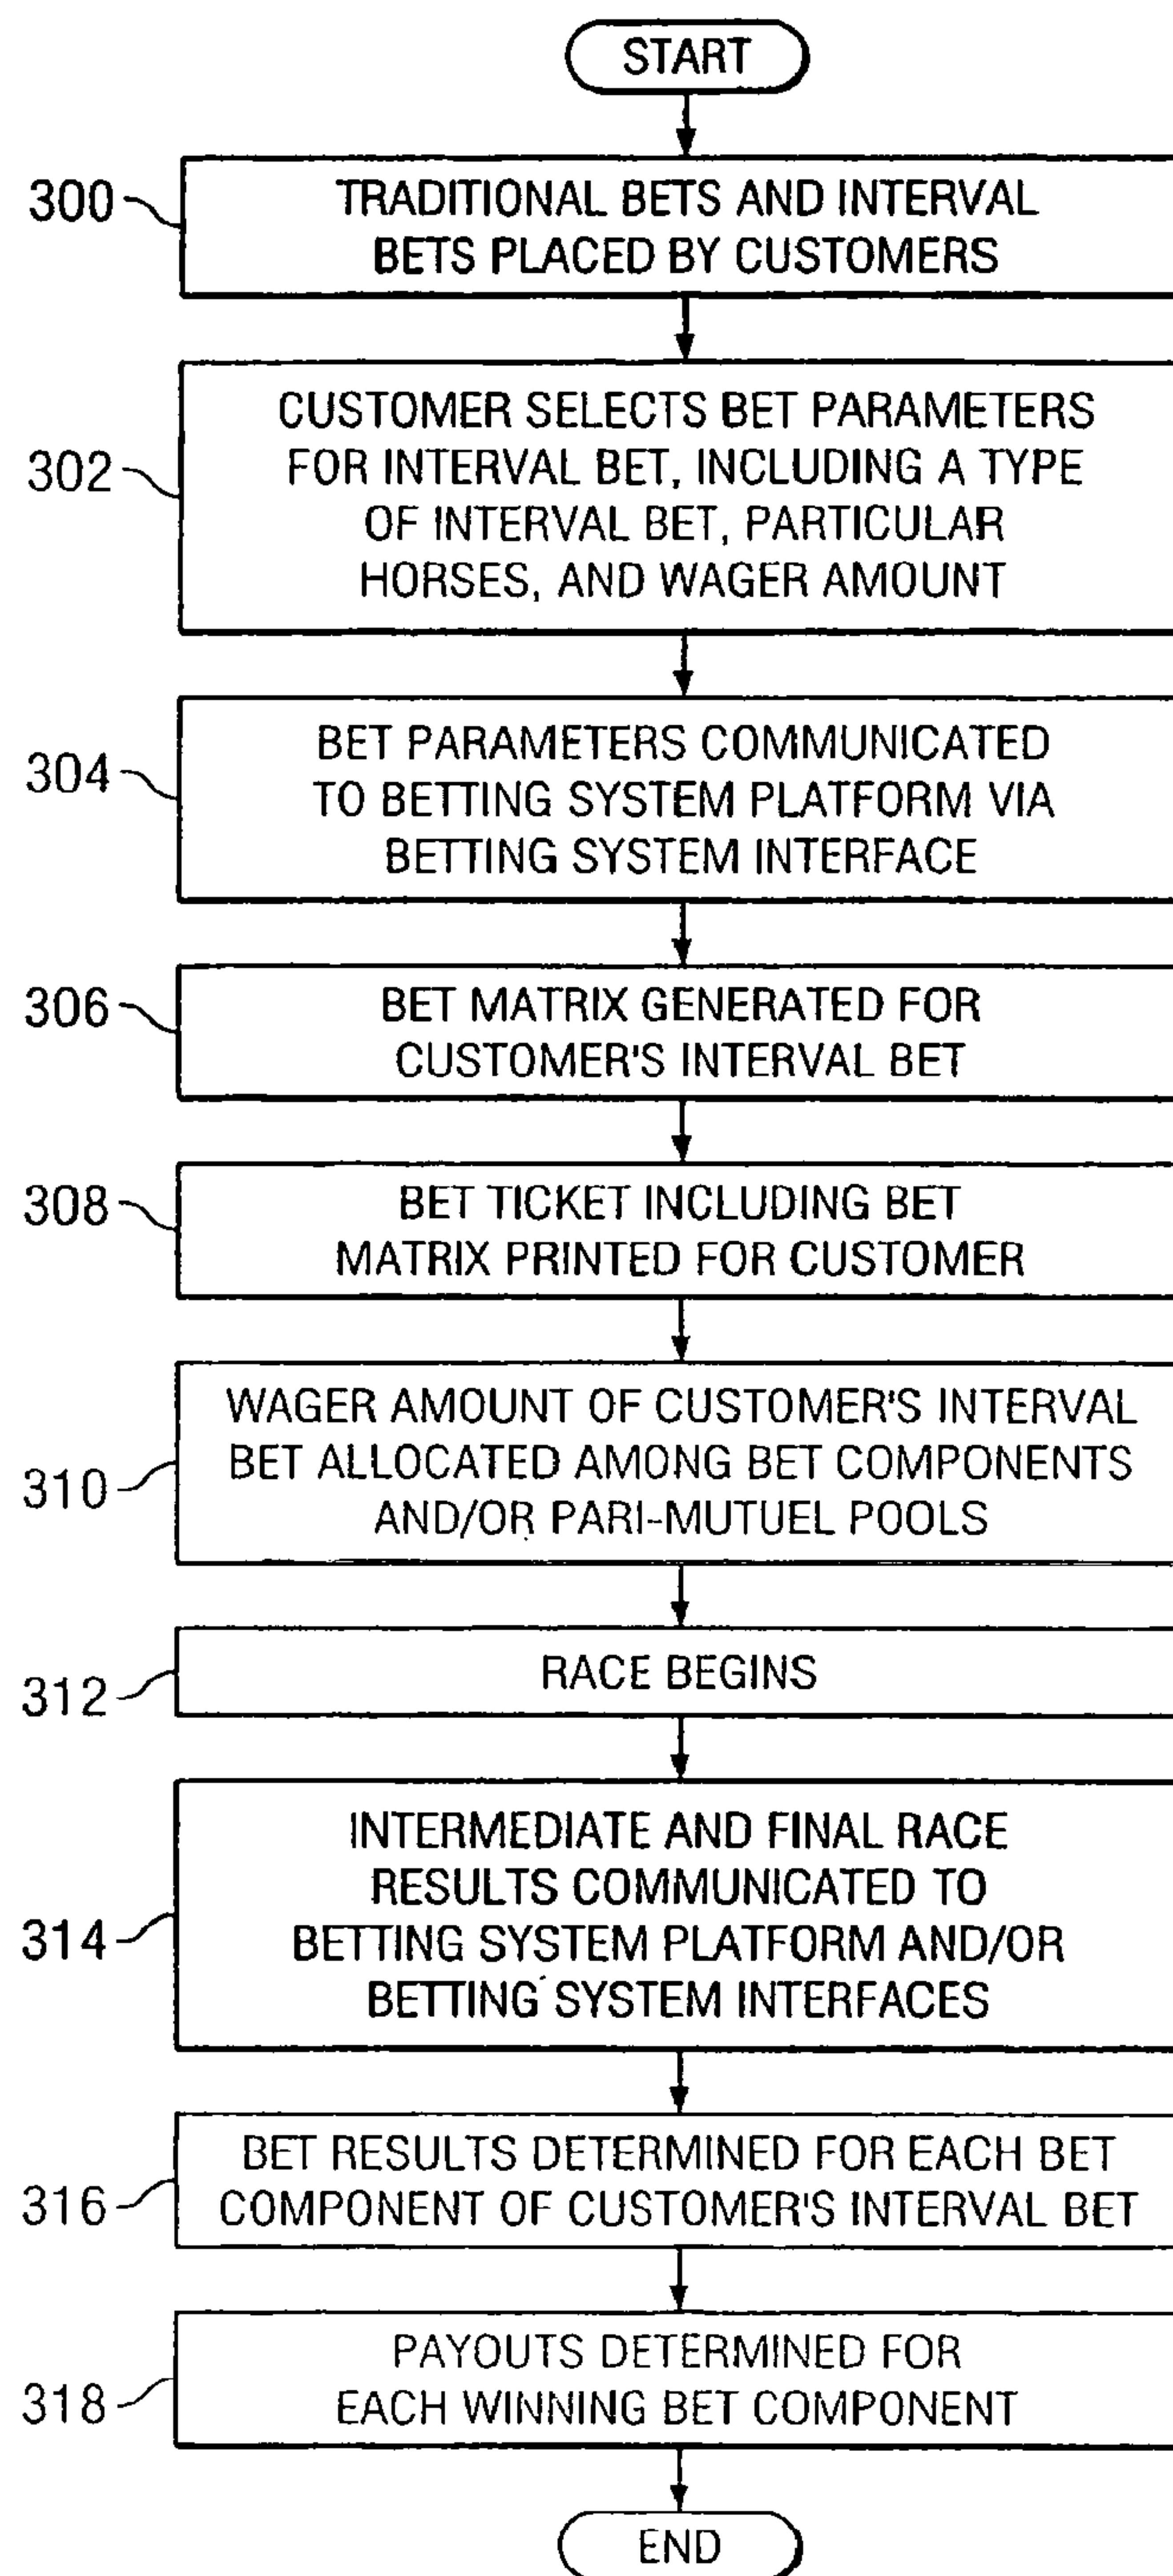 START
300
TRADITIONAL BETS AND INTERVAL
BETS PLACED BY CUSTOMERS
302
CUSTOMER SELECTS BET PARAMETERS
FOR INTERVAL BET, INCLUDING A TYPE
OF INTERVAL BET, PARTICULAR
HORSES, AND WAGER AMOUNT
304
BET PARAMETERS COMMUNICATED
TO BETTING SYSTEM PLATFORM VIA
BETTING SYSTEM INTERFACE
306
BET MATRIX GENERATED FOR
CUSTOMER'S INTERVAL BET
308
BET TICKET INCLUDING BET
MATRIX PRINTED FOR CUSTOMER
310
WAGER AMOUNT OF CUSTOMER'S INTERVAL
BET ALLOCATED AMONG BET COMPONENTS
AND/OR PARI-MUTUEL POOLS
312
RACE BEGINS
314
INTERMEDIATE AND FINAL RACE
RESULTS COMMUNICATED TO
BETTING SYSTEM PLATFORM AND/OR
BETTING SYSTEM INTERFACES
316
BET RESULTS DETERMINED FOR EACH BET
COMPONENT OF CUSTOMER'S INTERVAL BET
318
PAYOUTS DETERMINED FOR
EACH WINNING BET COMPONENT
END